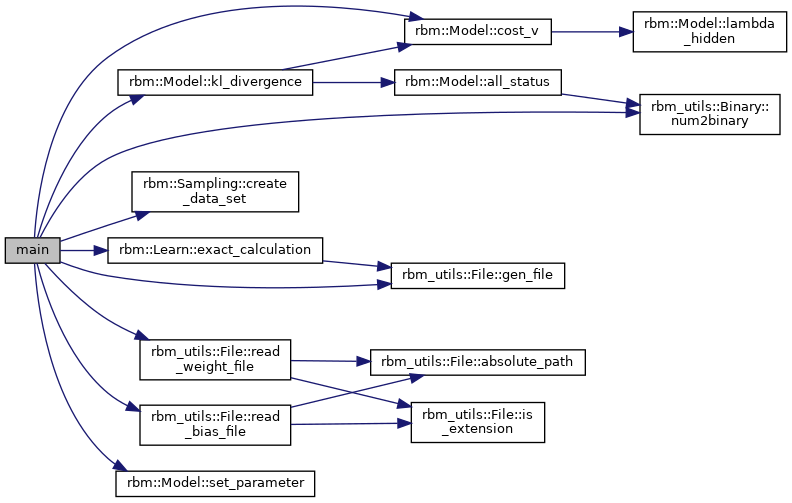 rbm::Model::cost_v
rbm::Model::lambda
_hidden
rbm::Model::kl_divergence
rbm::Model::all_status
rbm_utils::Binary::
num2binary
rbm::Sampling::create
_data_set
main
rbm::Learn::exact_calculation
rbm_utils::File::gen_file
rbm_utils::File::read
_weight_file
rbm_utils::File::absolute_path
rbm_utils::File::read
_bias_file
rbm_utils::File::is
_extension
rbm::Model::set_parameter